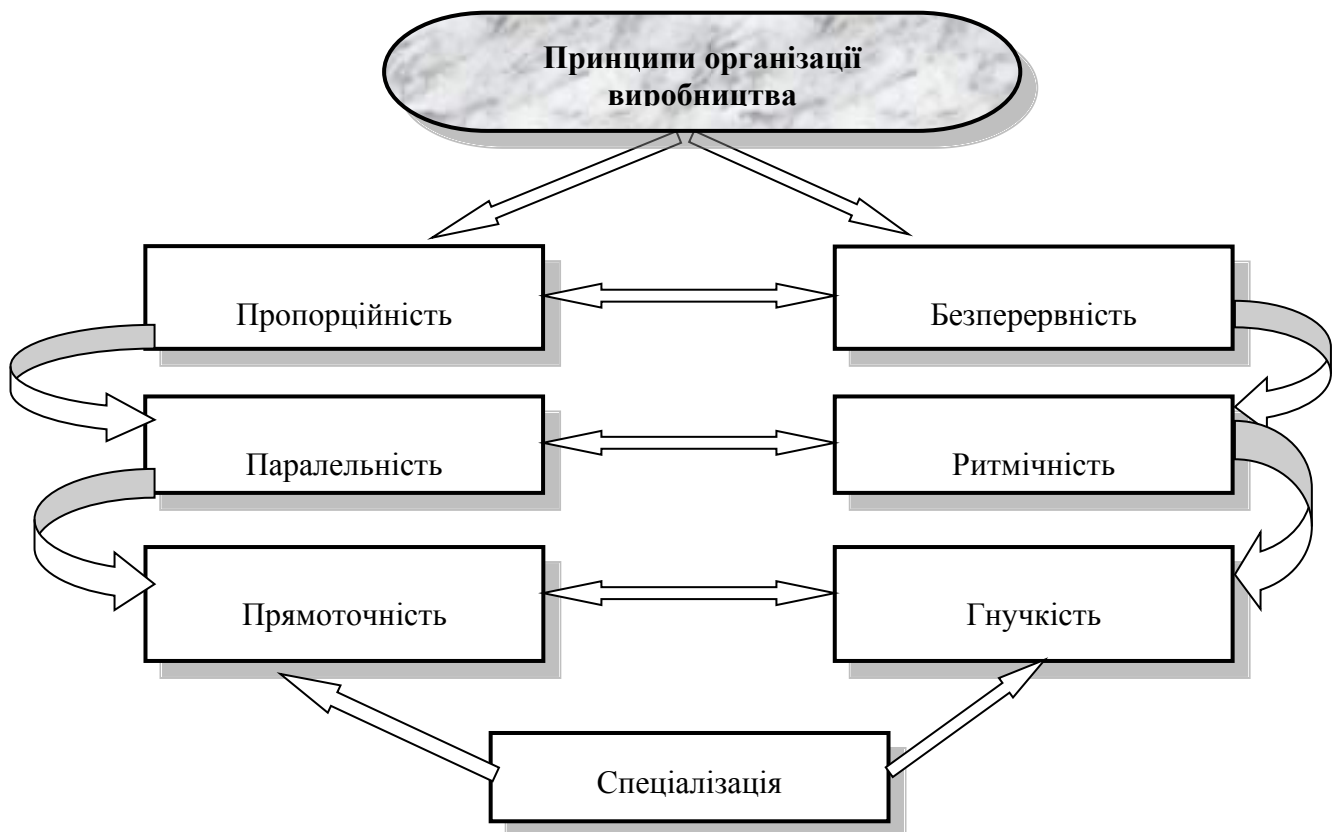 Принципи організації
виробництва
Пропорційність
Безперервність
Паралельність
Ритмічність
Прямоточність
Гнучкість
Спеціалізація